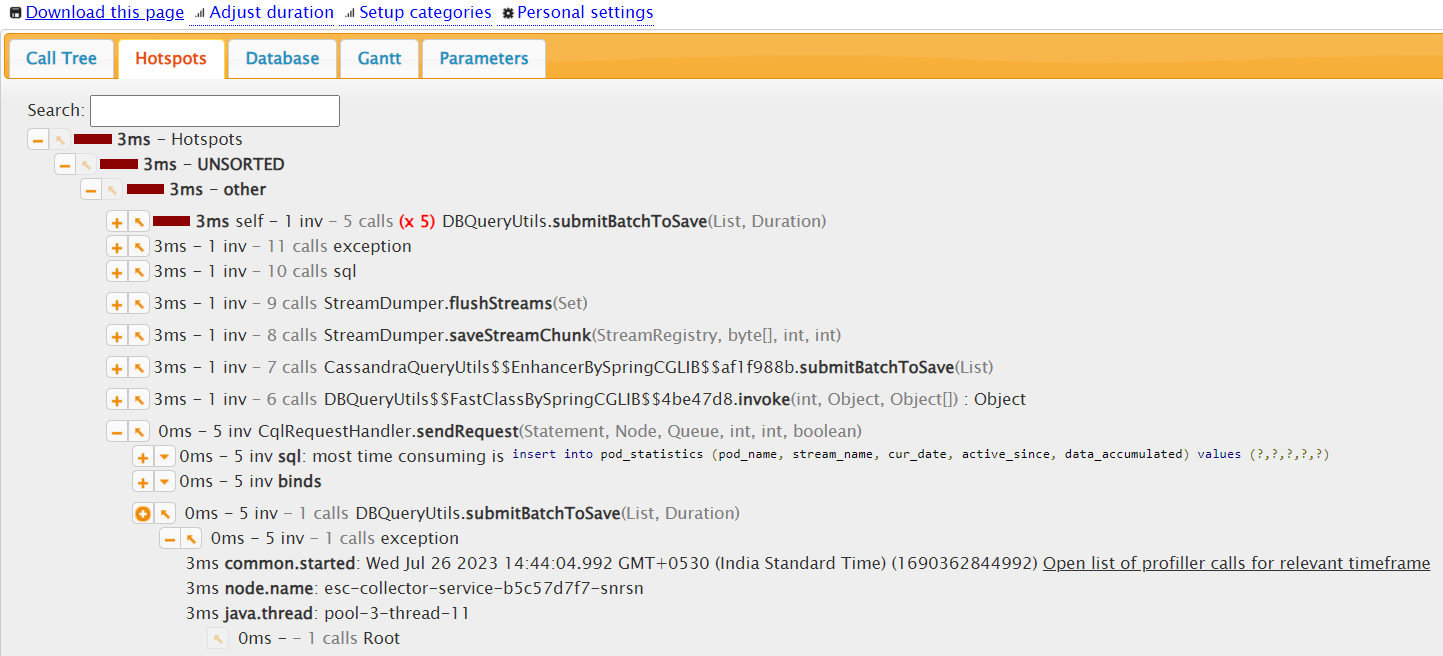 Download this page Adjust duration Setup categories Personal settings
Call Tree Hotspots Database Gantt Parameters
Search:
3ms – Hotspots
3ms – UNSORTED
3ms – other
3ms self – 1 inv – 5 calls (x 5) DBQueryUtils.submitBatchToSave(List, Duration)
3ms – 1 inv – 11 calls exception
3ms – 1 inv – 10 calls sql
3ms – 1 inv – 9 calls StreamDumper.flushStreams(Set)
3ms – 1 inv – 8 calls StreamDumper.saveStreamChunk(StreamRegistry, byte[], int, int)
3ms – 1 inv – 7 calls CassandraQueryUtils$$EnhancerBySpringCGLIB$$af1f988b.submitBatchToSave(List)
3ms – 1 inv – 6 calls DBQueryUtils$$FastClassBySpringCGLIB$$4be47d8.invoke(int, Object, Object[]) : Object
0ms – 5 inv CqlRequestHandler.sendRequest(Statement, Node, Queue, int, int, boolean)
0ms – 5 inv sql: most time consuming is insert into pod_statistics (pod_name, stream_name, cur_date, active_since, data_accumulated) values (?,?,?,?,?)
0ms – 5 inv binds
0ms – 5 inv – 1 calls DBQueryUtils.submitBatchToSave(List, Duration)
0ms – 5 inv – 1 calls exception
3ms common.started: Wed Jul 26 2023 14:44:04.992 GMT+0530 (India Standard Time) (1690362844992) Open list of profiller calls for relevant timeframe
3ms node.name: esc-collector-service-b5c57d7f7-snrsn
3ms java.thread: pool-3-thread-11
0ms – – 1 calls Root